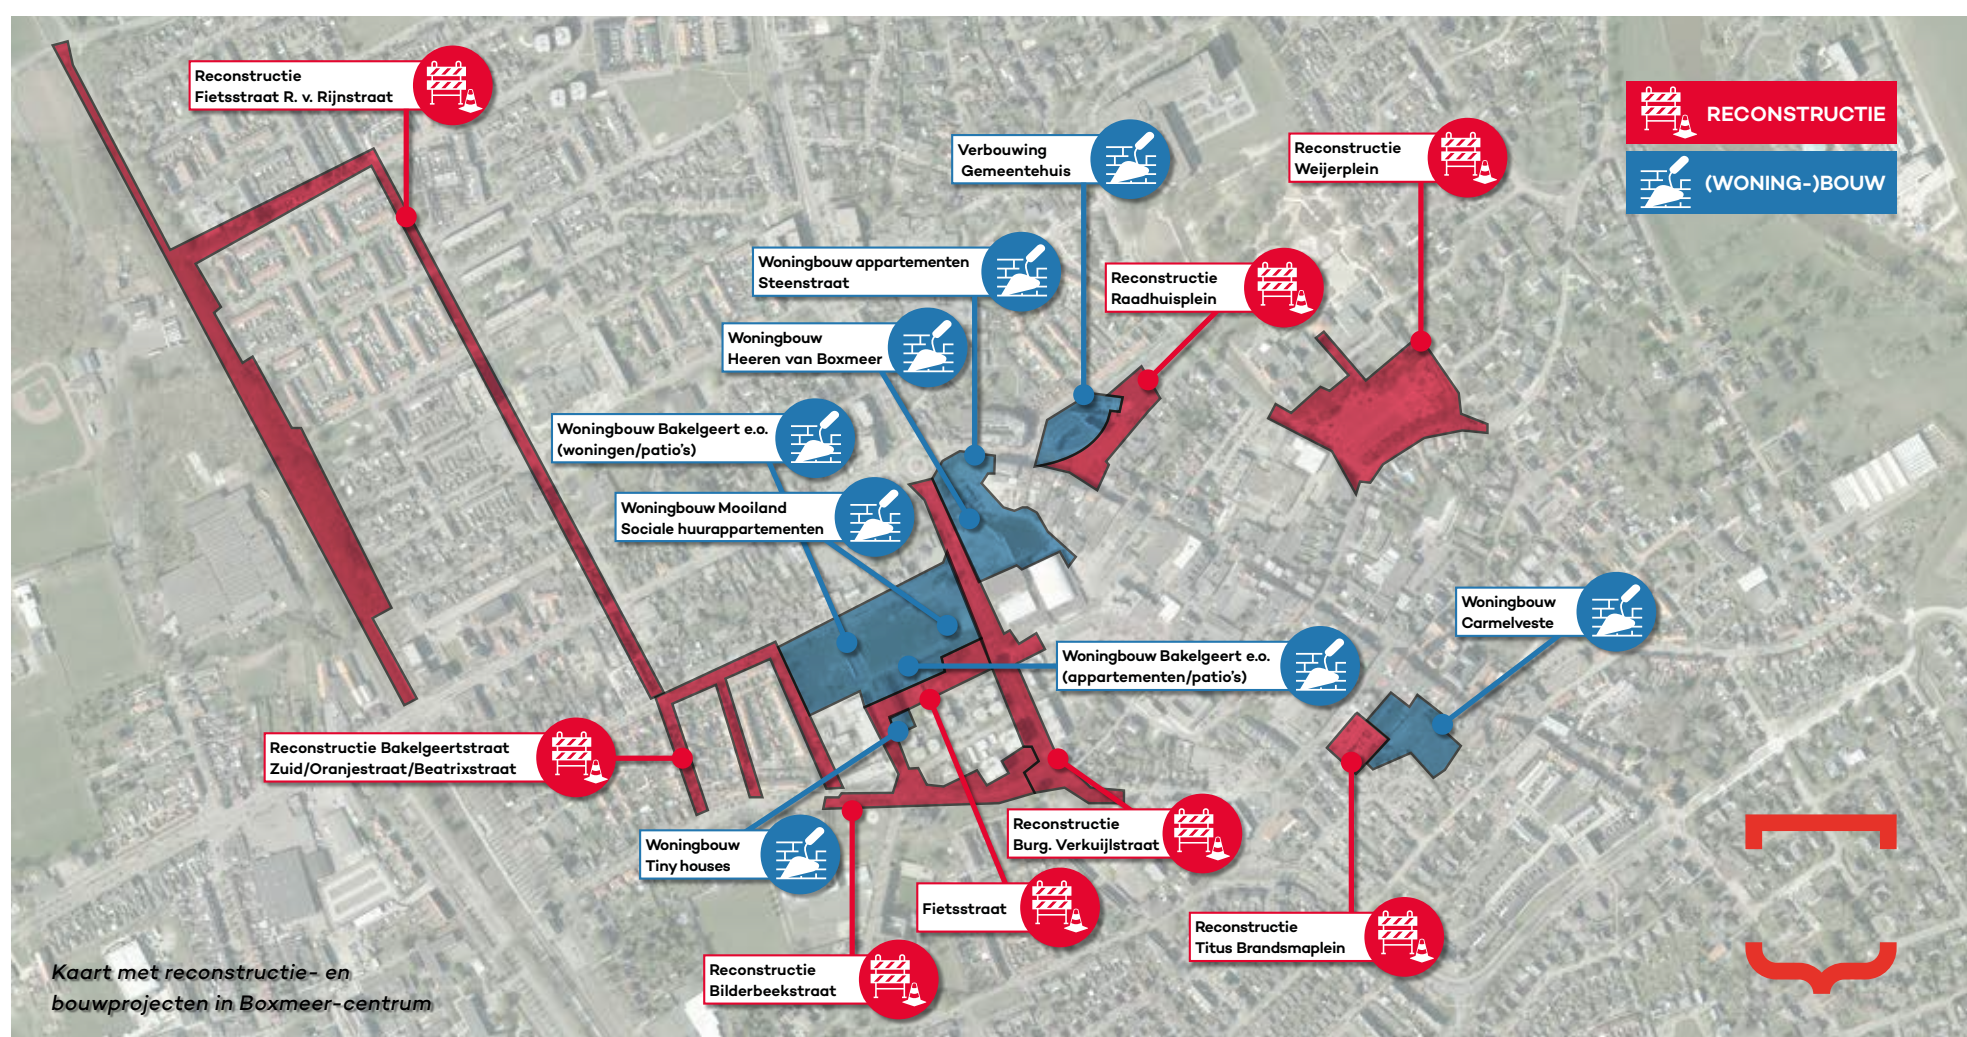 Reconstructie
Fietsstraat R. v. Rijnstraat
RECONSTRUCTIE
(WONING-)BOUW
Verbouwing
Gemeentehuis
Reconstructie
Weijerplein
Woningbouw appartementen
Steenstraat
Reconstructie
Raadhuisplein
Woningbouw
Heeren van Boxmeer
Woningbouw Bakelgeert e.o.
(woningen/patio's)
Woningbouw Mooiland
Sociale huurappartementen
Woningbouw
Carmelveste
Woningbouw Bakelgeert e.o.
(appartementen/patio's)
Reconstructie Bakelgeertstraat
Zuid/Oranjestraat/Beatrixstraat
Woningbouw
Tiny houses
Reconstructie
Burg. Verkuijlstraat
Fietsstraat
Reconstructie
Titus Brandsmaplein
Reconstructie
Bilderbeekstraat
Kaart met reconstructie- en
bouwprojecten in Boxmeer-centrum